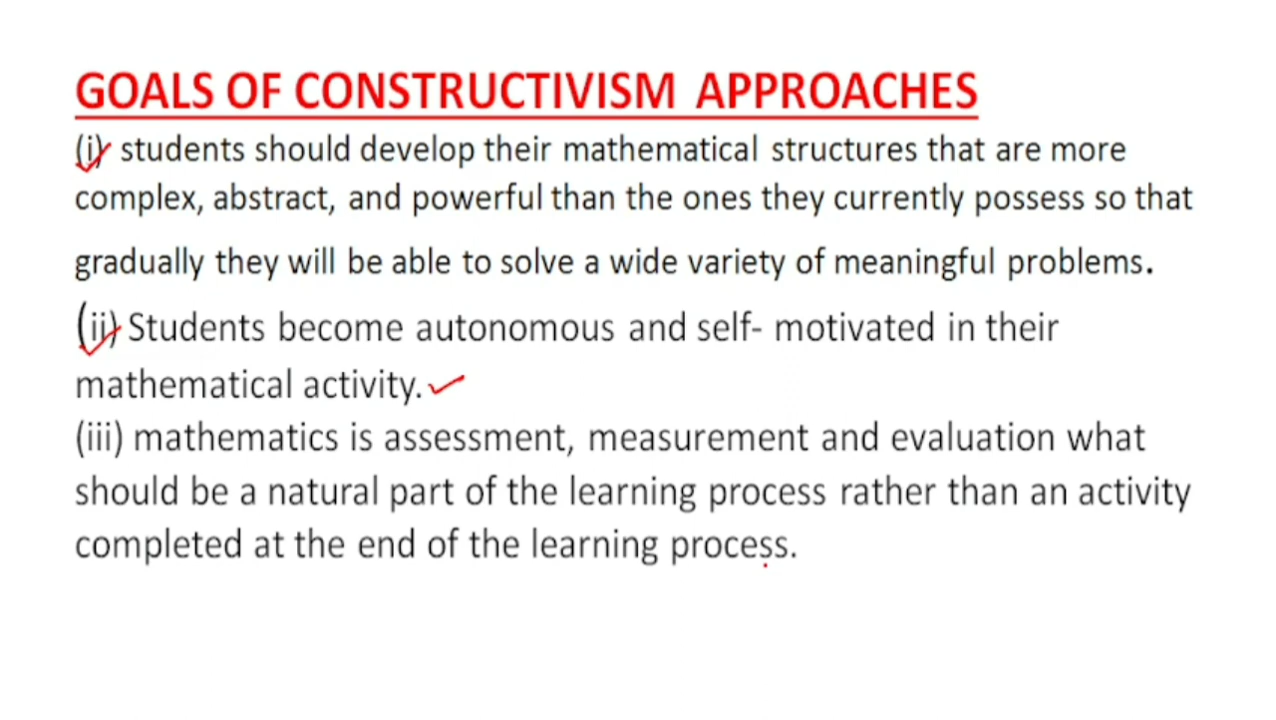 GOALS OF CONSTRUCTIVISM APPROACHES
(i) students should develop their mathematical structures that are more
complex, abstract, and powerful than the ones they currently possess so that
gradually they will be able to solve a wide variety of meaningful problems.
(ii) Students become autonomous and self- motivated in their
mathematical activity.
(iii) mathematics is assessment, measurement and evaluation what
should be a natural part of the learning process rather than an activity
completed at the end of the learning process.